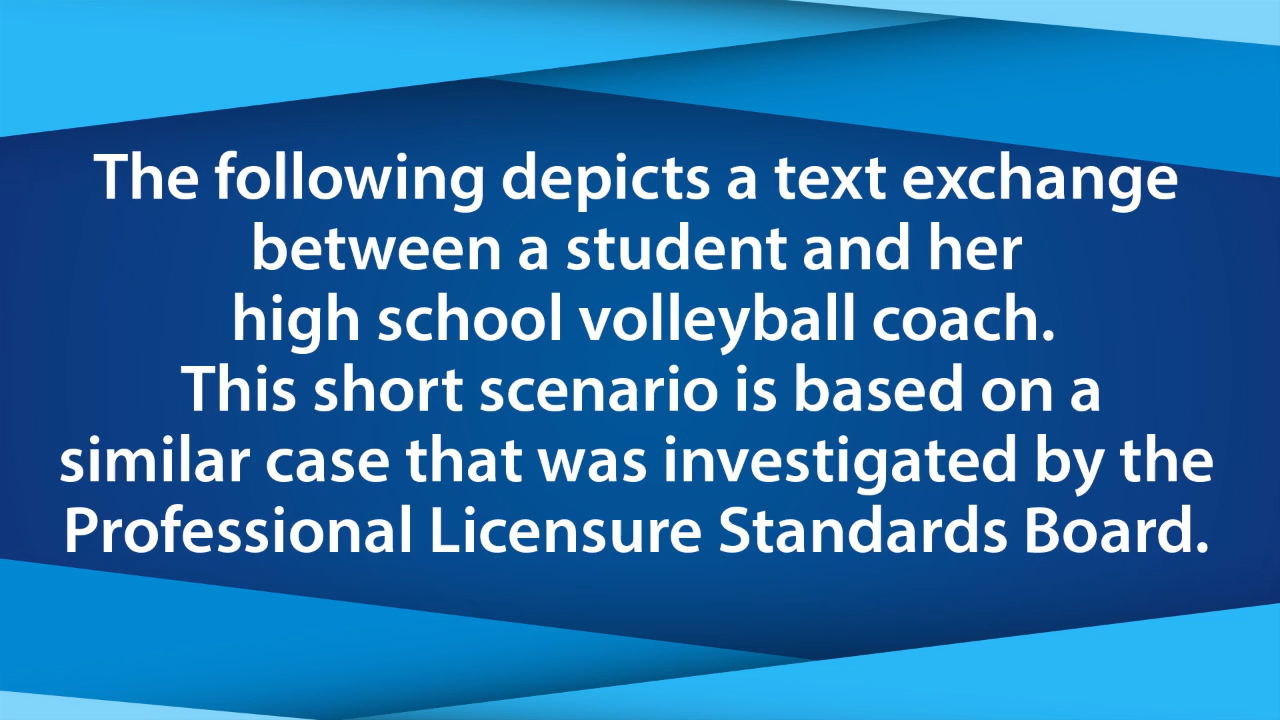 The following depicts a text exchange
between a student and her
high school volleyball coach.
This short scenario is based on a
similar case that was investigated by the
Professional Licensure Standards Board.